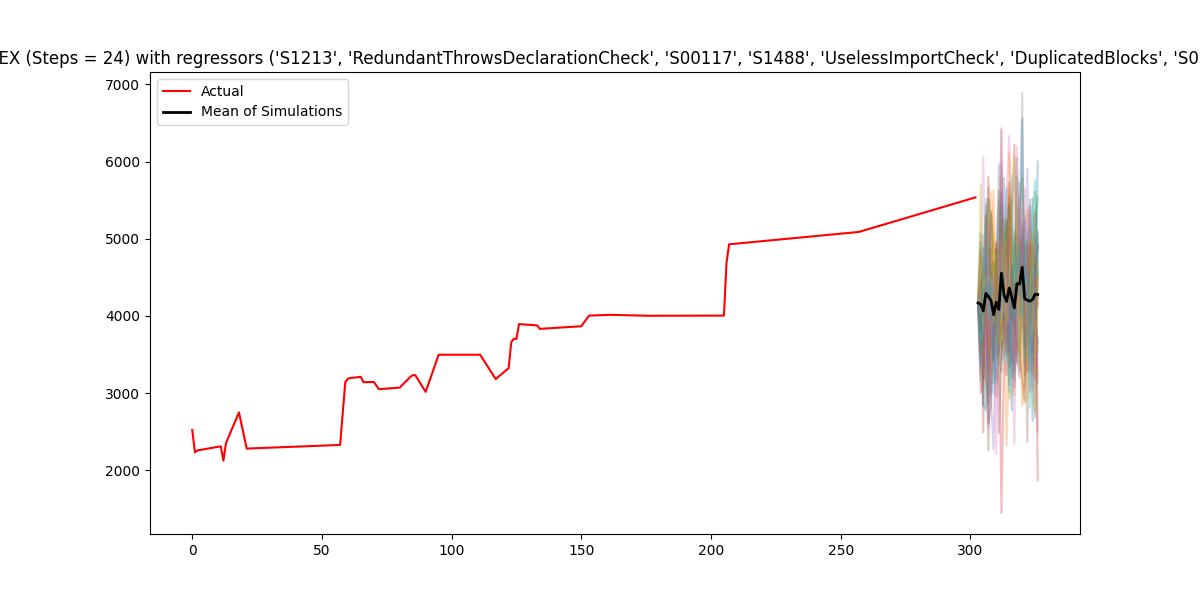 EX (Steps = 24) with regressors ('S1213', 'RedundantThrowsDeclarationCheck', 'S00117', 'S1488', 'UselessImportCheck', 'DuplicatedBlocks', 'S0
Actual
Mean of Simulations
7000
6000
5000
4000
3000
2000
0 50 100 150 200 250 300